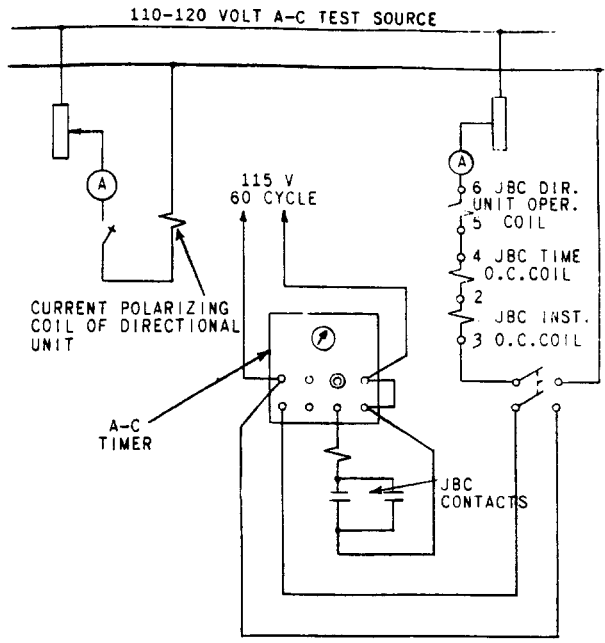 110-120 VOLT A-C TEST SOURCE
A
A
115 V
60 CYCLE
6 JBC DIR.
UNIT OPER.
5 COIL
4 JBC TIME
O.C.COIL
2
JBC INST.
3 O.C.COIL
CURRENT POLARIZING
COIL OF DIRECTIONAL
UNIT
A-C
TIMER
JBC
CONTACTS